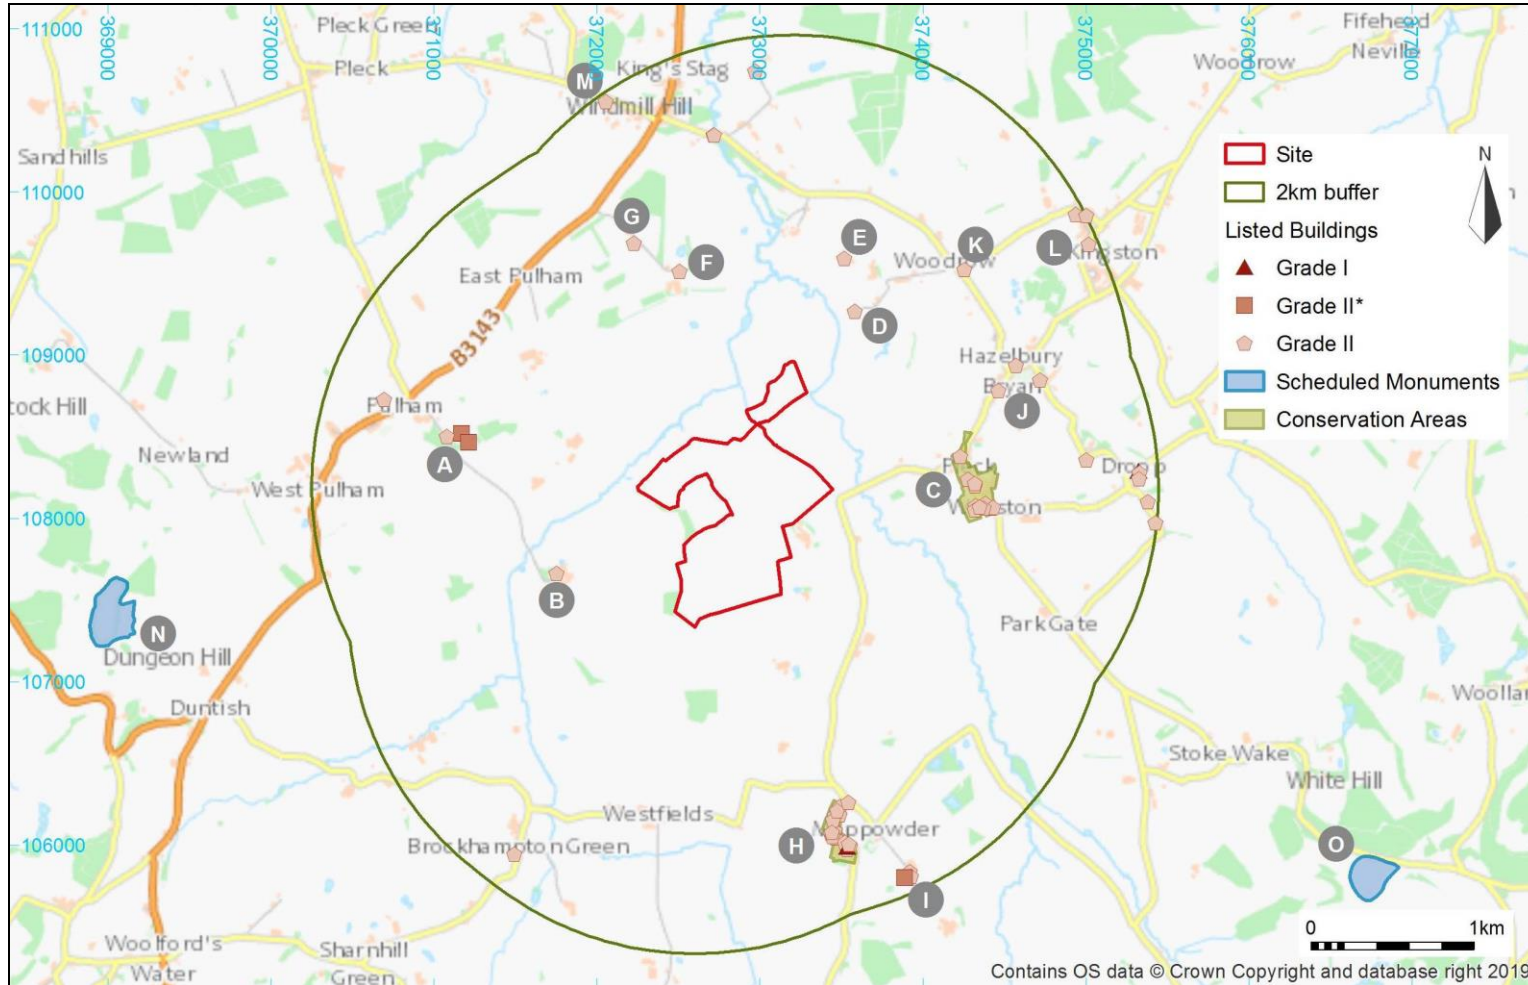 111000
110000
109000
108000
107000
106000
369000
370000
371000
372000
373000
374000
375000
376000
377000
Pleck Green
Pleck
King's Stag
M
Windmill Hill
Woodrow
Fifehead
Neville
Sandhills
G
F
E
D
Woodrow
K
L
Kingston
East Pulham
B3143
Hazelbury
Bryan
J
Pulham
A
Newland
West Pulham
Pleck
C
Wonston
Droop
B
N
Dungeon Hill
Duntish
ParkGate
Stoke Wake
White Hill
Westfields
Mappowder
H
I
O
Brockhampton Green
Woolford's
Water
Sharnhill
Green
Site
2km buffer
Listed Buildings
Grade I
Grade II*
Grade II
Scheduled Monuments
Conservation Areas
N
0 1km
Contains OS data © Crown Copyright and database right 2019